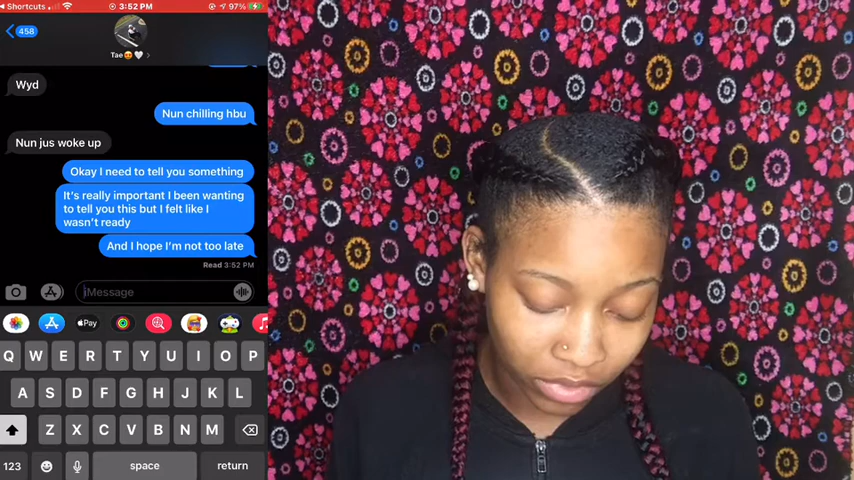 Shortcuts
3:52 PM
97%
458
Tae😍🤍 >
Wyd
Nun chilling hbu
Nun jus woke up
Okay I need to tell you something
It's really important I been wanting
to tell you this but I felt like I
wasn't ready
And I hope I'm not too late
Read 3:52 PM
iMessage
Pay
Q W E R T Y U I O P
A S D F G H J K L
Z X C V B N M
123 space return